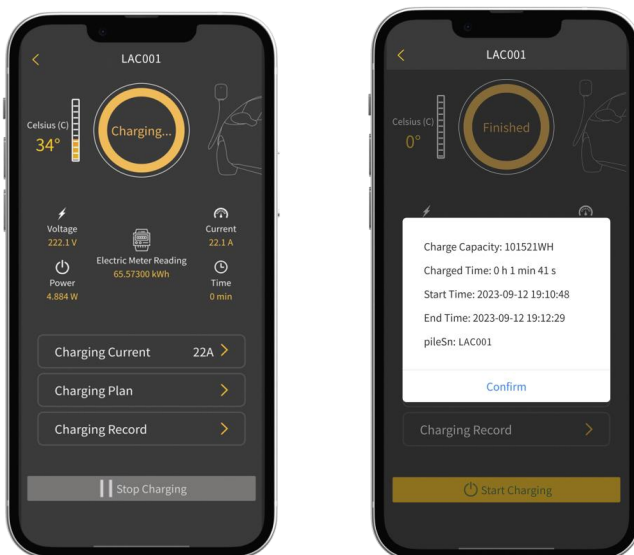 LAC001
Celsius (C)
34°
Charging...
Voltage
222.1 V
Electric Meter Reading
65.57300 kWh
Current
22.1 A
Power
4.884 W
Time
0 min
Charging Current 22A
Charging Plan
Charging Record
Stop Charging
LAC001
Celsius (C)
0°
Finished
Charge Capacity: 101521WH
Charged Time: 0 h 1 min 41 s
Start Time: 2023-09-12 19:10:48
End Time: 2023-09-12 19:12:29
pileSn: LAC001
Confirm
Charging Record
Start Charging